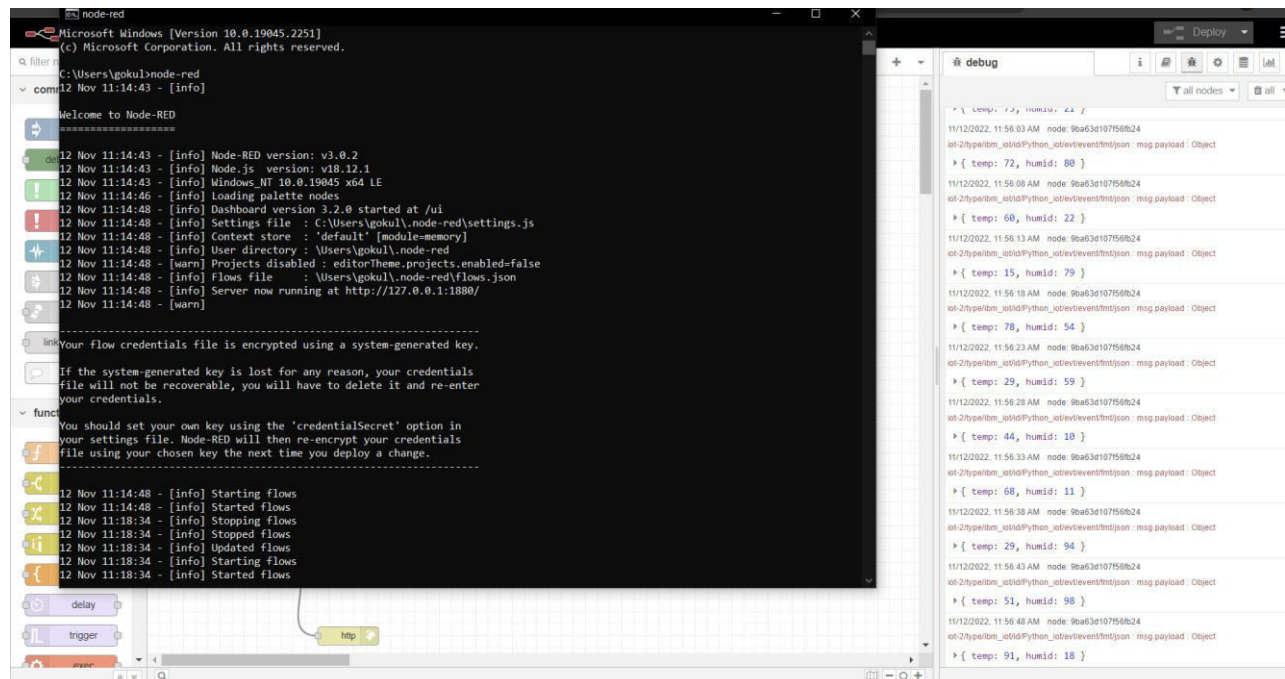 node-red
Microsoft Windows [Version 10.0.19045.2251]
(c) Microsoft Corporation. All rights reserved.
C:\Users\gokul>node-red
12 Nov 11:14:43 - [info]
Welcome to Node-RED
===================
12 Nov 11:14:43 - [info] Node-RED version: v3.0.2
12 Nov 11:14:43 - [info] Node.js  version: v18.12.1
12 Nov 11:14:43 - [info] Windows_NT 10.0.19045 x64 LE
12 Nov 11:14:46 - [info] Loading palette nodes
12 Nov 11:14:48 - [info] Dashboard version 3.2.0 started at /ui
12 Nov 11:14:48 - [info] Settings file  : C:\Users\gokul\.node-red\settings.js
12 Nov 11:14:48 - [info] Context store  : 'default' [module=memory]
12 Nov 11:14:48 - [info] User directory : \Users\gokul\.node-red
12 Nov 11:14:48 - [warn] Projects disabled : editorTheme.projects.enabled=false
12 Nov 11:14:48 - [info] Flows file     : \Users\gokul\.node-red\flows.json
12 Nov 11:14:48 - [info] Server now running at http://127.0.0.1:1880/
12 Nov 11:14:48 - [warn]
---------------------------------------------------------------------
Your flow credentials file is encrypted using a system-generated key.
If the system-generated key is lost for any reason, your credentials
file will not be recoverable, you will have to delete it and re-enter
your credentials.
You should set your own key using the 'credentialSecret' option in
your settings file. Node-RED will then re-encrypt your credentials
file using your chosen key the next time you deploy a change.
---------------------------------------------------------------------
12 Nov 11:14:48 - [info] Starting flows
12 Nov 11:14:48 - [info] Started flows
12 Nov 11:18:34 - [info] Stopping flows
12 Nov 11:18:34 - [info] Stopped flows
12 Nov 11:18:34 - [info] Updated flows
12 Nov 11:18:34 - [info] Starting flows
12 Nov 11:18:34 - [info] Started flows
filter
link
delay
trigger
exec
http
Deploy
debug
all nodes
all
{ temp: 75, humid: 21 }
11/12/2022, 11:56:03 AM node: 9ba63d107f56fb24
iot-2/type/ibm_iot/id/Python_iot/evt/event/fmt/json : msg.payload : Object
{ temp: 72, humid: 80 }
11/12/2022, 11:56:08 AM node: 9ba63d107f56fb24
iot-2/type/ibm_iot/id/Python_iot/evt/event/fmt/json : msg.payload : Object
{ temp: 60, humid: 22 }
11/12/2022, 11:56:13 AM node: 9ba63d107f56fb24
iot-2/type/ibm_iot/id/Python_iot/evt/event/fmt/json : msg.payload : Object
{ temp: 15, humid: 79 }
11/12/2022, 11:56:18 AM node: 9ba63d107f56fb24
iot-2/type/ibm_iot/id/Python_iot/evt/event/fmt/json : msg.payload : Object
{ temp: 78, humid: 54 }
11/12/2022, 11:56:23 AM node: 9ba63d107f56fb24
iot-2/type/ibm_iot/id/Python_iot/evt/event/fmt/json : msg.payload : Object
{ temp: 29, humid: 59 }
11/12/2022, 11:56:28 AM node: 9ba63d107f56fb24
iot-2/type/ibm_iot/id/Python_iot/evt/event/fmt/json : msg.payload : Object
{ temp: 44, humid: 10 }
11/12/2022, 11:56:33 AM node: 9ba63d107f56fb24
iot-2/type/ibm_iot/id/Python_iot/evt/event/fmt/json : msg.payload : Object
{ temp: 68, humid: 11 }
11/12/2022, 11:56:38 AM node: 9ba63d107f56fb24
iot-2/type/ibm_iot/id/Python_iot/evt/event/fmt/json : msg.payload : Object
{ temp: 29, humid: 94 }
11/12/2022, 11:56:43 AM node: 9ba63d107f56fb24
iot-2/type/ibm_iot/id/Python_iot/evt/event/fmt/json : msg.payload : Object
{ temp: 51, humid: 98 }
11/12/2022, 11:56:48 AM node: 9ba63d107f56fb24
iot-2/type/ibm_iot/id/Python_iot/evt/event/fmt/json : msg.payload : Object
{ temp: 91, humid: 18 }